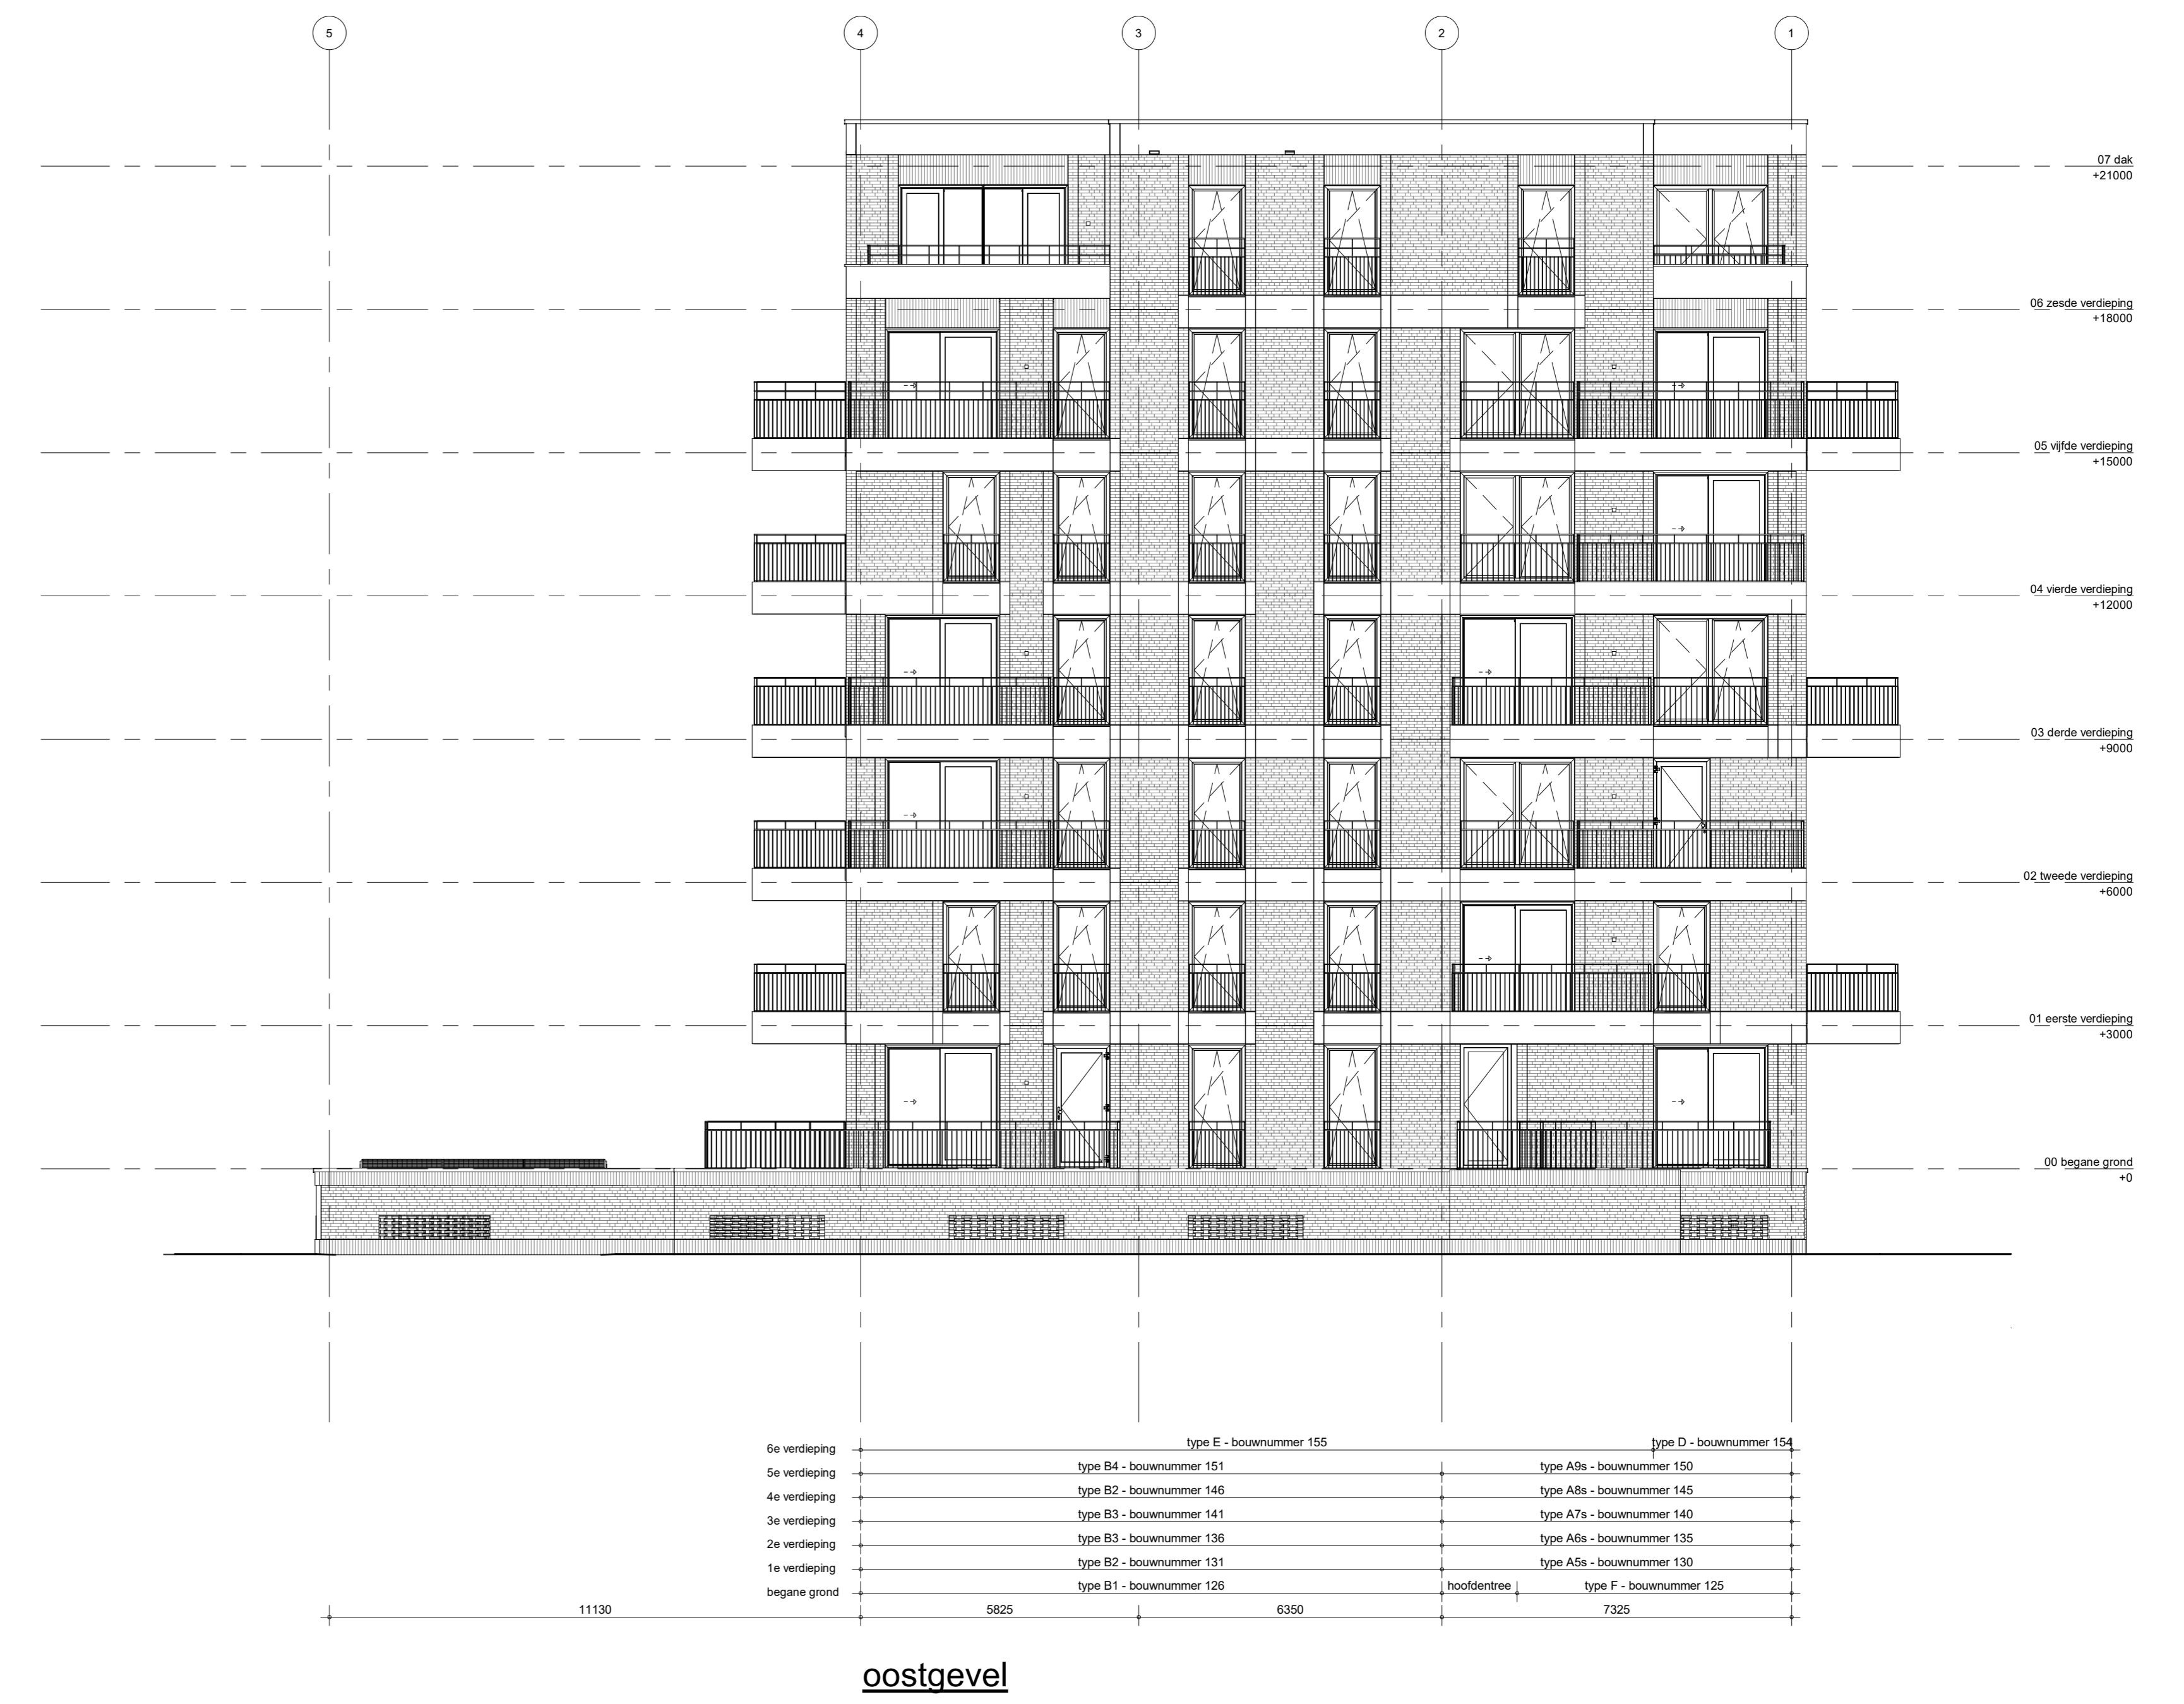 5
4
3
2
1
07 dak
+21000
06 zesde verdieping
+18000
05 vijfde verdieping
+15000
04 vierde verdieping
+12000
03 derde verdieping
+9000
02 tweede verdieping
+6000
01 eerste verdieping
+3000
00 begane grond
+0
6e verdieping type E - bouwnummer 155 type D - bouwnummer 154
5e verdieping type B4 - bouwnummer 151 type A9s - bouwnummer 150
4e verdieping type B2 - bouwnummer 146 type A8s - bouwnummer 145
3e verdieping type B3 - bouwnummer 141 type A7s - bouwnummer 140
2e verdieping type B3 - bouwnummer 136 type A6s - bouwnummer 135
1e verdieping type B2 - bouwnummer 131 type A5s - bouwnummer 130
begane grond type B1 - bouwnummer 126 hoofdentree type F - bouwnummer 125
11130 5825 6350 7325
oostgevel